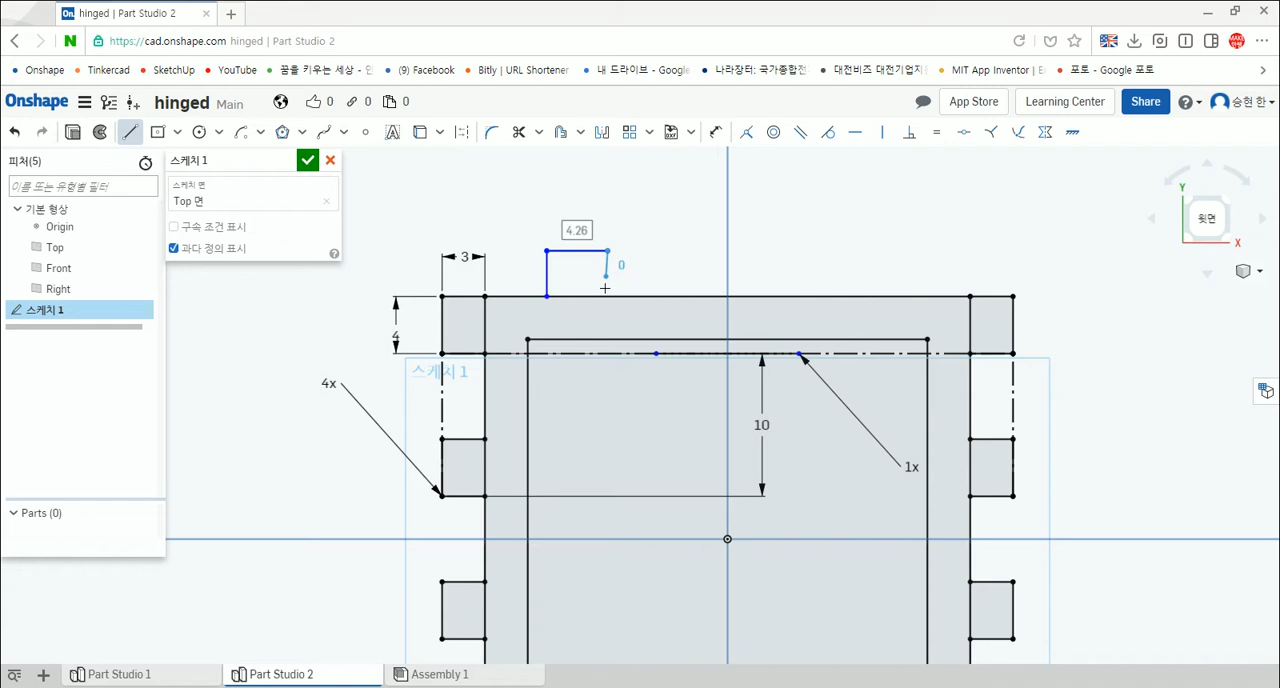 On hinged | Part Studio 2
https://cad.onshape.com hinged | Part Studio 2
Onshape Tinkercad SketchUp YouTube 꿈을 키우는 세상 - 인 (9) Facebook Bitly | URL Shortener 내 드라이브 - Google 나라장터: 국가종합전 대전비즈 대전기업지 MIT App Inventor | E 포토 - Google 포토
Onshape hinged Main 0 0 0 App Store Learning Center Share 승현 한
피처(5)
이름 또는 유형별 필터
기본 형상
Origin
Top
Front
Right
스케치 1
Parts (0)
스케치 1
스케치 면
Top 면
구속 조건 표시
과다 정의 표시
4.26
0
3
4
스케치 1
4x
10
1x
Y
윗면
X
Part Studio 1 Part Studio 2 Assembly 1